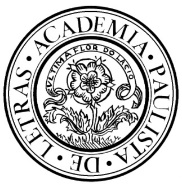 · ACADEMIA · PAULISTA · DE · LETRAS
ULTIMA FLOR DO LACIO